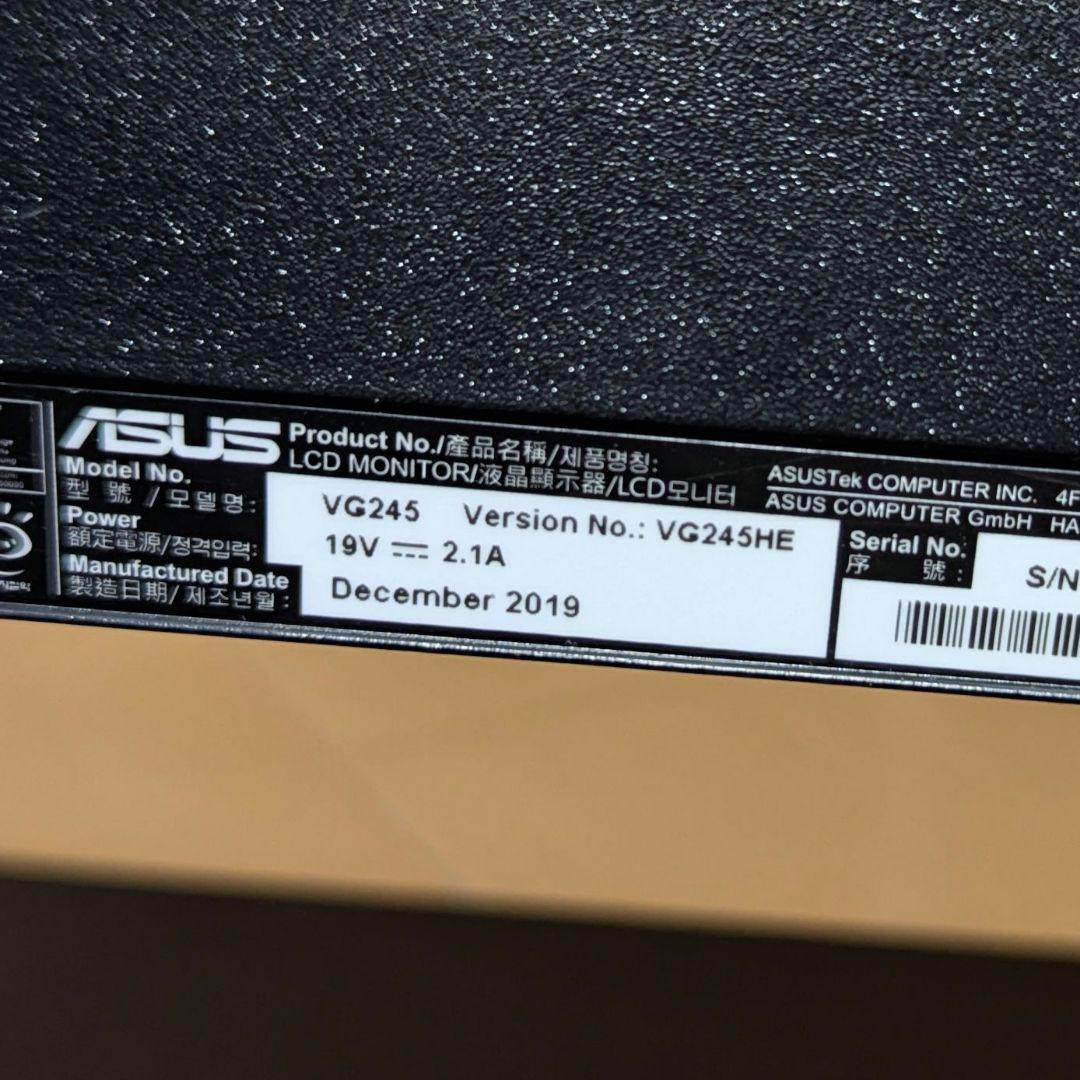 ASUS
Product No./產品名稱/제품명칭:
LCD MONITOR/液晶顯示器/LCD모니터
ASUSTek COMPUTER INC. 4F
ASUS COMPUTER GmbH HA
Model No.
型 號 / 모델명:
VG245 Version No.: VG245HE
Power
額定電源/정격입력:
19V ⎓ 2.1A
Manufactured Date
製造日期/제조년월:
December 2019
Serial No.
序 號:
S/N